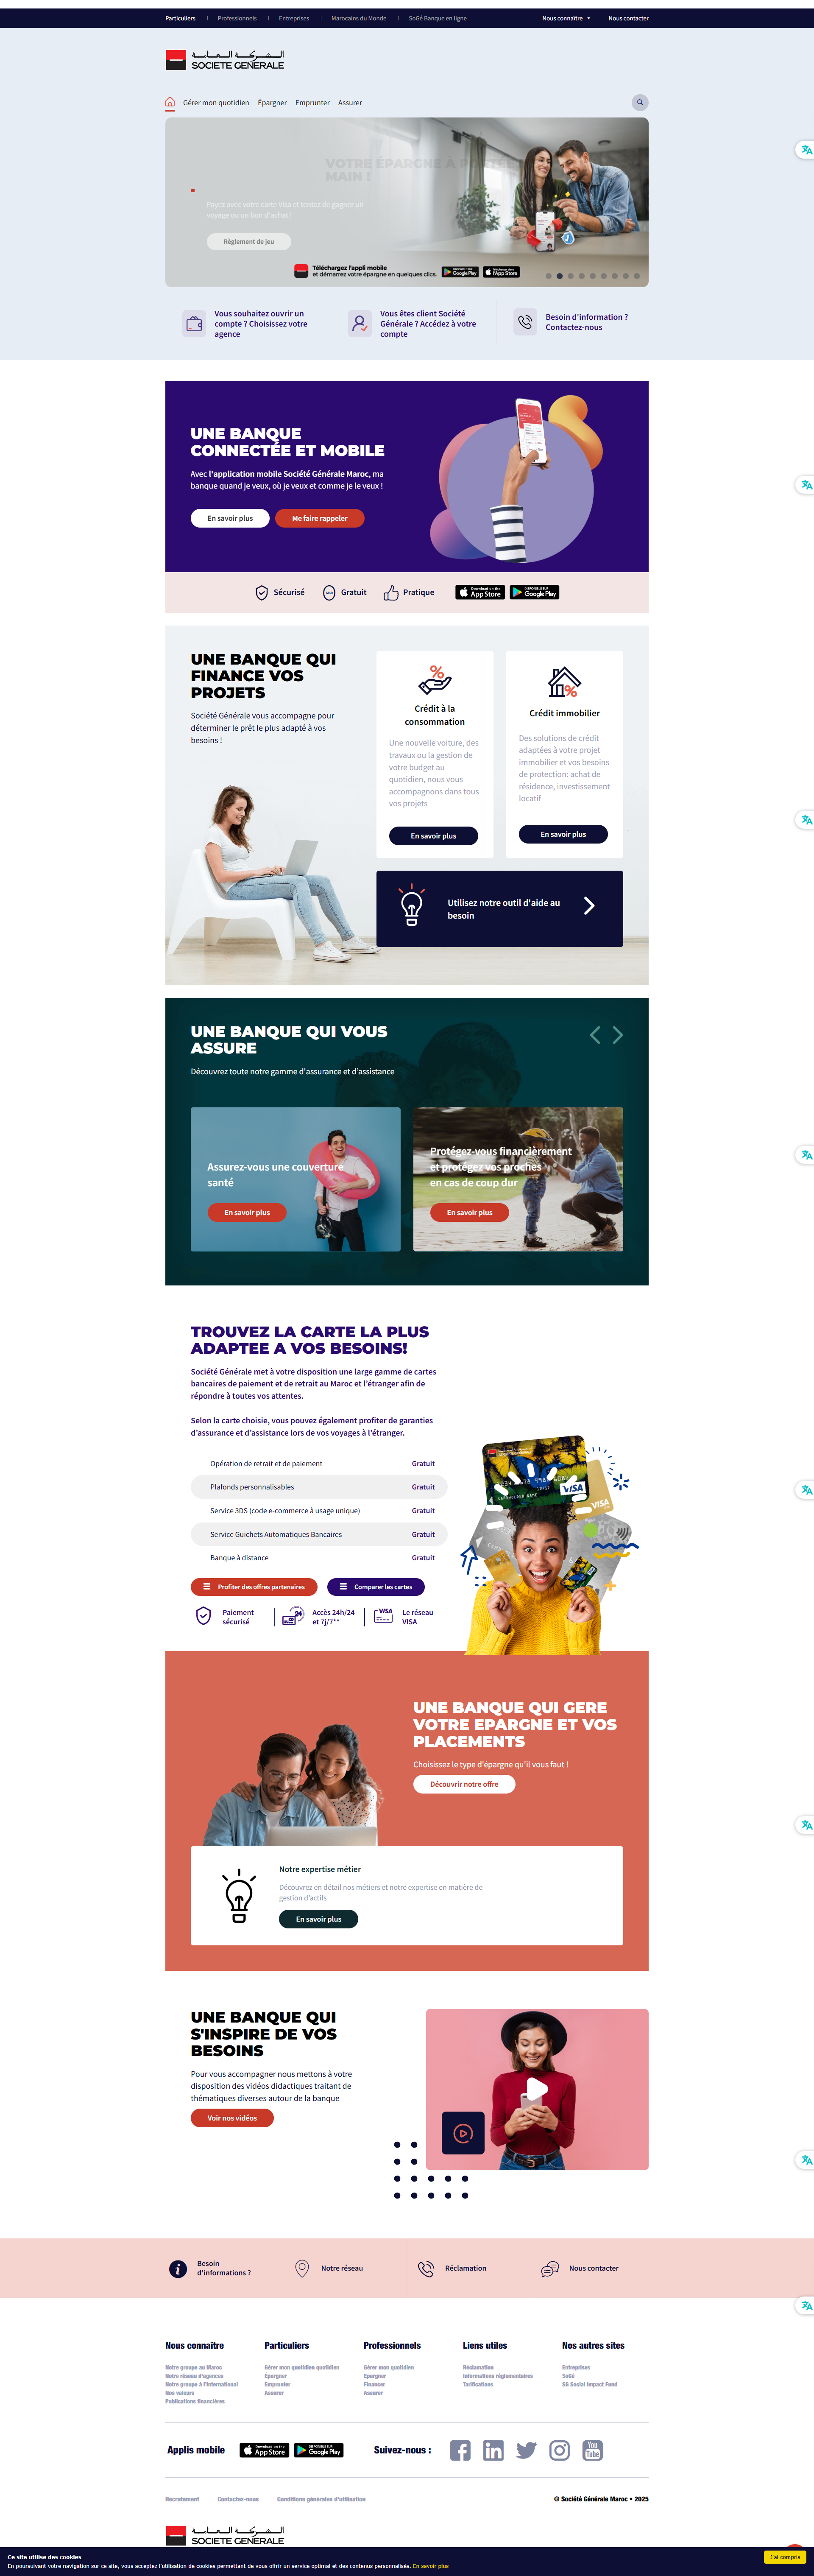 Particuliers
Professionnels
Entreprises
Marocains du Monde
SoGé Banque en ligne
Nous connaître
Nous contacter
الشركة العامة
SOCIETE GENERALE
Gérer mon quotidien
Épargner
Emprunter
Assurer
VOTRE ÉPARGNE À PORTÉE
MAIN !
Payez avec votre carte Visa et tentez de gagner un
voyage ou un bon d'achat !
Règlement de jeu
Téléchargez l'appli mobile
et démarrez votre épargne en quelques clics.
DISPONIBLE SUR
Google Play
App Store
Vous souhaitez ouvrir un
compte ? Choisissez votre
agence
Vous êtes client Société
Générale ? Accédez à votre
compte
Besoin d'information ?
Contactez-nous
UNE BANQUE
CONNECTÉE ET MOBILE
Avec l'application mobile Société Générale Maroc, ma
banque quand je veux, où je veux et comme je le veux !
En savoir plus
Me faire rappeler
Sécurisé
Gratuit
Pratique
Download on the
App Store
DISPONIBLE SUR
Google Play
UNE BANQUE QUI
FINANCE VOS
PROJETS
Société Générale vous accompagne pour
déterminer le prêt le plus adapté à vos
besoins !
Crédit à la
consommation
Une nouvelle voiture, des
travaux ou la gestion de
votre budget au
quotidien, nous vous
accompagnons dans tous
vos projets
En savoir plus
Crédit immobilier
Des solutions de crédit
adaptées à votre projet
immobilier et vos besoins
de protection: achat de
résidence, investissement
locatif
En savoir plus
Utilisez notre outil d'aide au
besoin
UNE BANQUE QUI VOUS
ASSURE
Découvrez toute notre gamme d'assurance et d'assistance
Assurez-vous une couverture
santé
En savoir plus
Protégez-vous financièrement
et protégez vos proches
en cas de coup dur
En savoir plus
TROUVEZ LA CARTE LA PLUS
ADAPTEE A VOS BESOINS!
Société Générale met à votre disposition une large gamme de cartes
bancaires de paiement et de retrait au Maroc et l'étranger afin de
répondre à toutes vos attentes.
Selon la carte choisie, vous pouvez également profiter de garanties
d'assurance et d'assistance lors de vos voyages à l'étranger.
Opération de retrait et de paiement
Gratuit
Plafonds personnalisables
Gratuit
Service 3DS (code e-commerce à usage unique)
Gratuit
Service Guichets Automatiques Bancaires
Gratuit
Banque à distance
Gratuit
VISA
VISA
Profiter des offres partenaires
Comparer les cartes
Paiement
sécurisé
24
Accès 24h/24
et 7j/7**
VISA
Le réseau
VISA
UNE BANQUE QUI GERE
VOTRE EPARGNE ET VOS
PLACEMENTS
Choisissez le type d'épargne qu'il vous faut !
Découvrir notre offre
Notre expertise métier
Découvrez en détail nos métiers et notre expertise en matière de
gestion d'actifs
En savoir plus
UNE BANQUE QUI
S'INSPIRE DE VOS
BESOINS
Pour vous accompagner nous mettons à votre
disposition des vidéos didactiques traitant de
thématiques diverses autour de la banque
Voir nos vidéos
Besoin
d'informations ?
Notre réseau
Réclamation
Nous contacter
Nous connaître
Notre groupe au Maroc
Notre réseau d'agences
Notre groupe à l'international
Nos valeurs
Publications financières
Particuliers
Gérer mon quotidien quotidien
Épargner
Emprunter
Assurer
Professionnels
Gérer mon quotidien
Epargner
Financer
Assurer
Liens utiles
Réclamation
Informations réglementaires
Tarifications
Nos autres sites
Entreprises
SoGé
SG Social Impact Fund
Applis mobile
Download on the
App Store
DISPONIBLE SUR
Google Play
Suivez-nous :
You
Tube
Recrutement
Contactez-nous
Conditions générales d'utilisation
© Société Générale Maroc • 2025
الشركة العامة
SOCIETE GENERALE
Ce site utilise des cookies
En poursuivant votre navigation sur ce site, vous acceptez l'utilisation de cookies permettant de vous offrir un service optimal et des contenus personnalisés. En savoir plus
J'ai compris